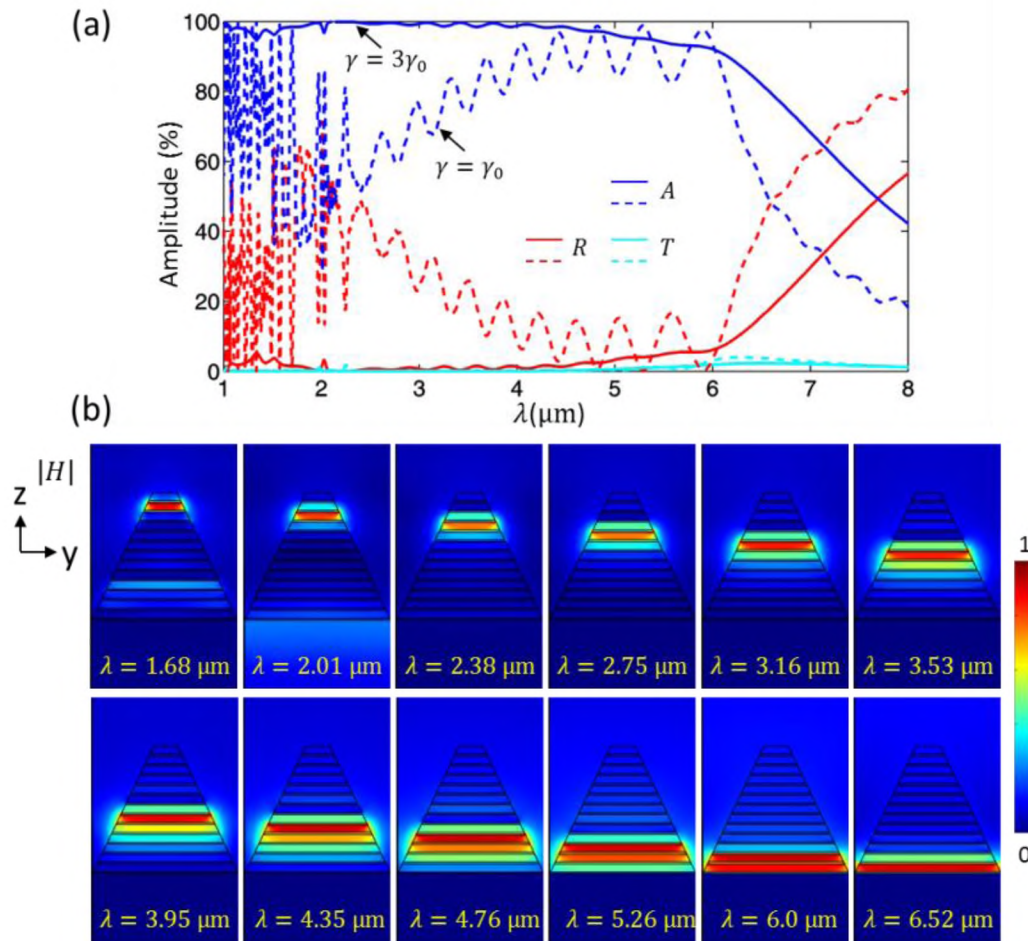 (a)
100
80
60
40
20
0
Amplitude (%)
γ = 3γ₀
γ = γ₀
A
R
T
1 2 3 4 5 6 7 8
λ(μm)
(b)
|H|
z
y
λ = 1.68 μm λ = 2.01 μm λ = 2.38 μm λ = 2.75 μm λ = 3.16 μm λ = 3.53 μm
1
0
λ = 3.95 μm λ = 4.35 μm λ = 4.76 μm λ = 5.26 μm λ = 6.0 μm λ = 6.52 μm